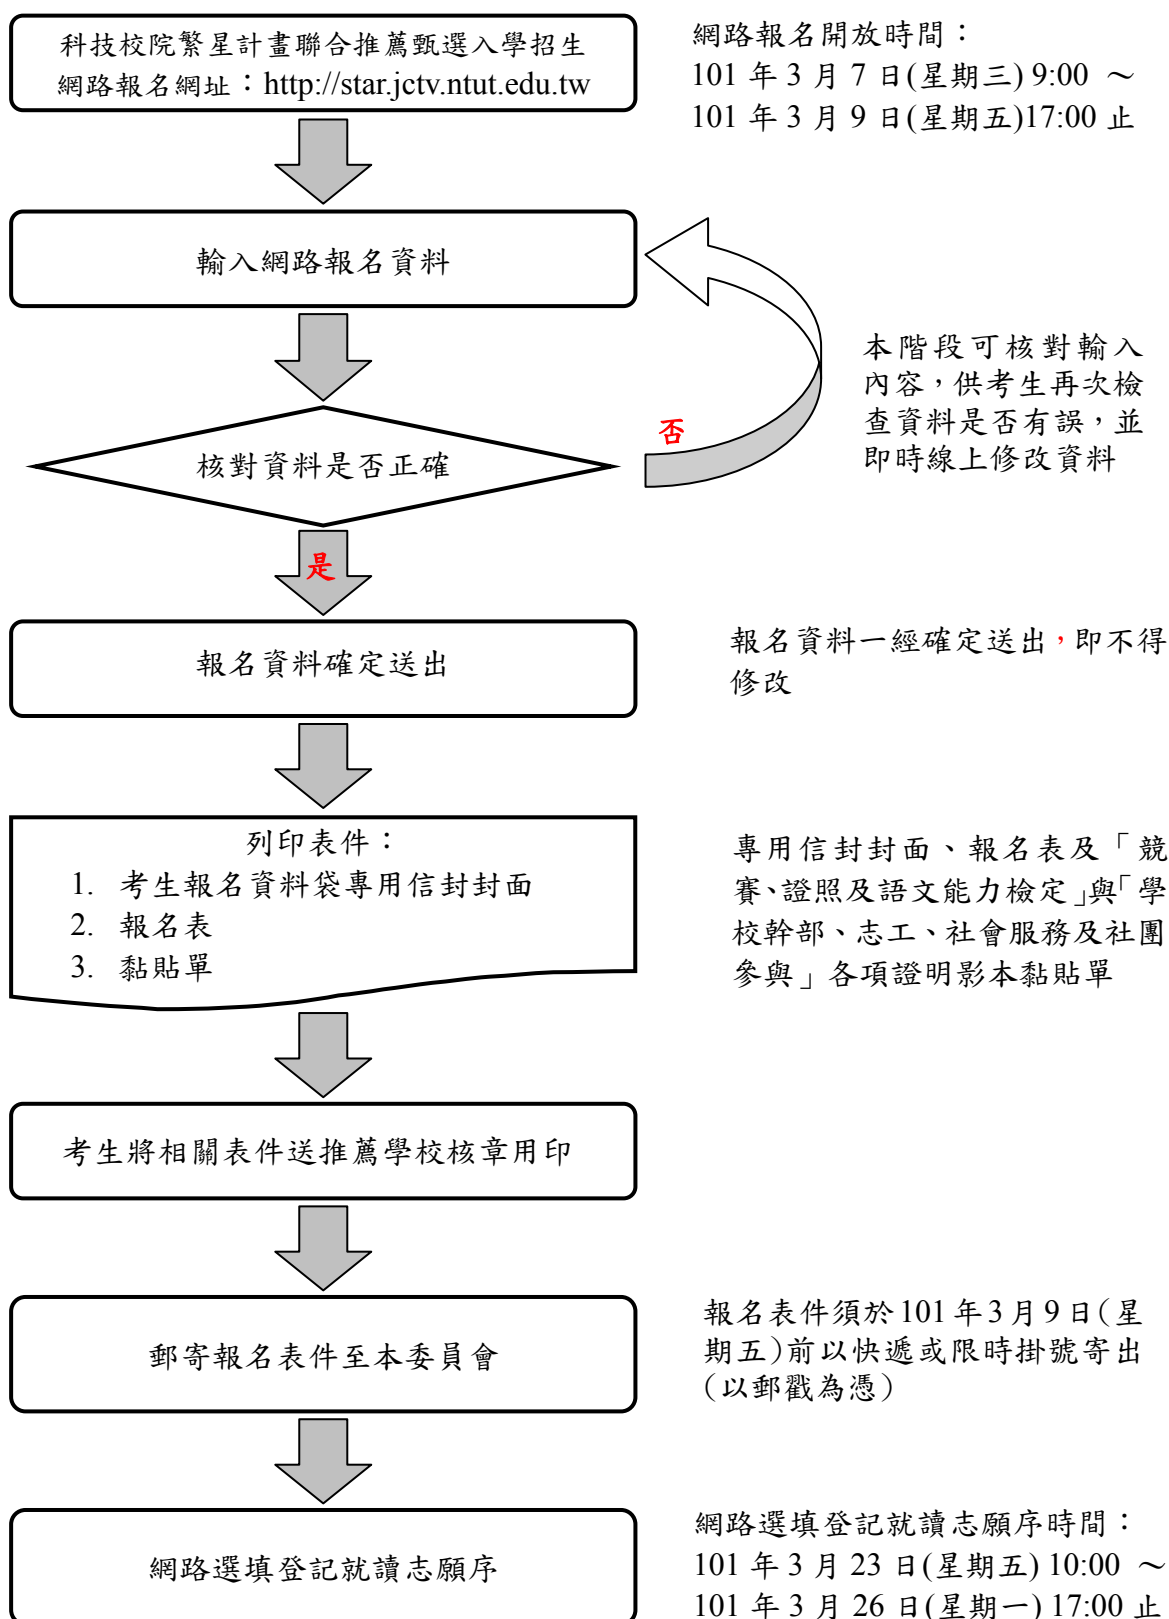 科技校院繁星計畫聯合推薦甄選入學招生
網路報名網址：http://star.jctv.ntut.edu.tw
網路報名開放時間：
101 年 3 月 7 日(星期三) 9:00 ～
101 年 3 月 9 日(星期五)17:00 止
輸入網路報名資料
本階段可核對輸入
內容，供考生再次檢
查資料是否有誤，並
即時線上修改資料
否
核對資料是否正確
是
報名資料確定送出
報名資料一經確定送出，即不得
修改
列印表件：
1. 考生報名資料袋專用信封封面
2. 報名表
3. 黏貼單
專用信封封面、報名表及「競
賽、證照及語文能力檢定」與「學
校幹部、志工、社會服務及社團
參與」各項證明影本黏貼單
考生將相關表件送推薦學校核章用印
郵寄報名表件至本委員會
報名表件須於 101 年 3 月 9 日(星
期五)前以快遞或限時掛號寄出
(以郵戳為憑)
網路選填登記就讀志願序
網路選填登記就讀志願序時間：
101 年 3 月 23 日(星期五) 10:00 ～
101 年 3 月 26 日(星期一) 17:00 止